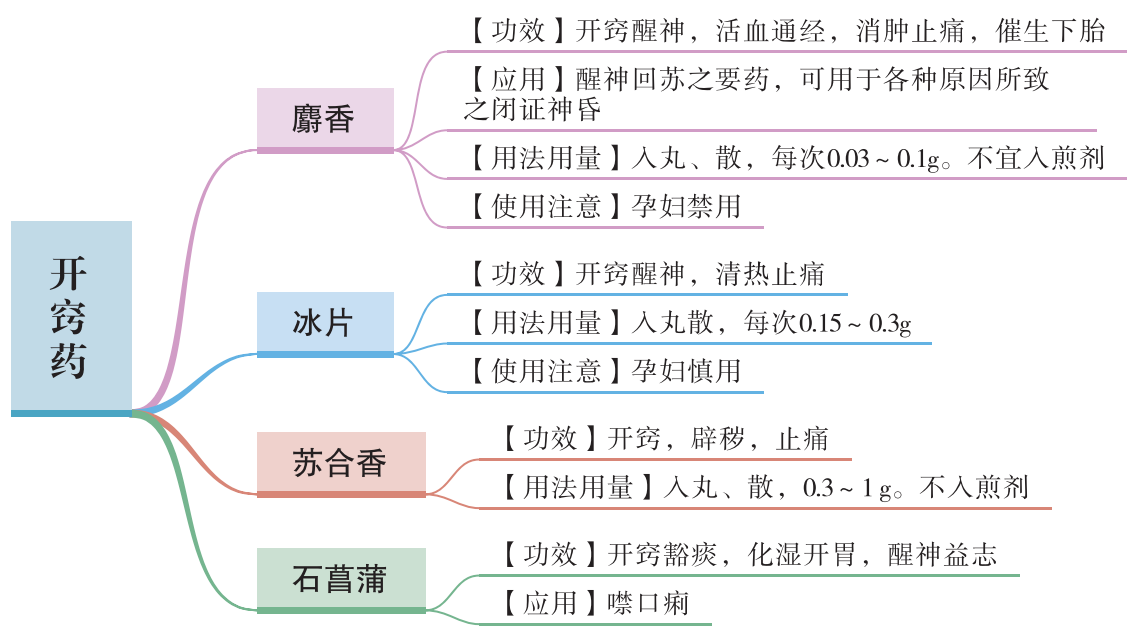 开窍药
麝香
【功效】开窍醒神，活血通经，消肿止痛，催生下胎
【应用】醒神回苏之要药，可用于各种原因所致
之闭证神昏
【用法用量】入丸、散，每次0.03～0.1g。不宜入煎剂
【使用注意】孕妇禁用
冰片
【功效】开窍醒神，清热止痛
【用法用量】入丸散，每次0.15～0.3g
【使用注意】孕妇慎用
苏合香
【功效】开窍，辟秽，止痛
【用法用量】入丸、散，0.3～1 g。不入煎剂
石菖蒲
【功效】开窍豁痰，化湿开胃，醒神益志
【应用】噤口痢